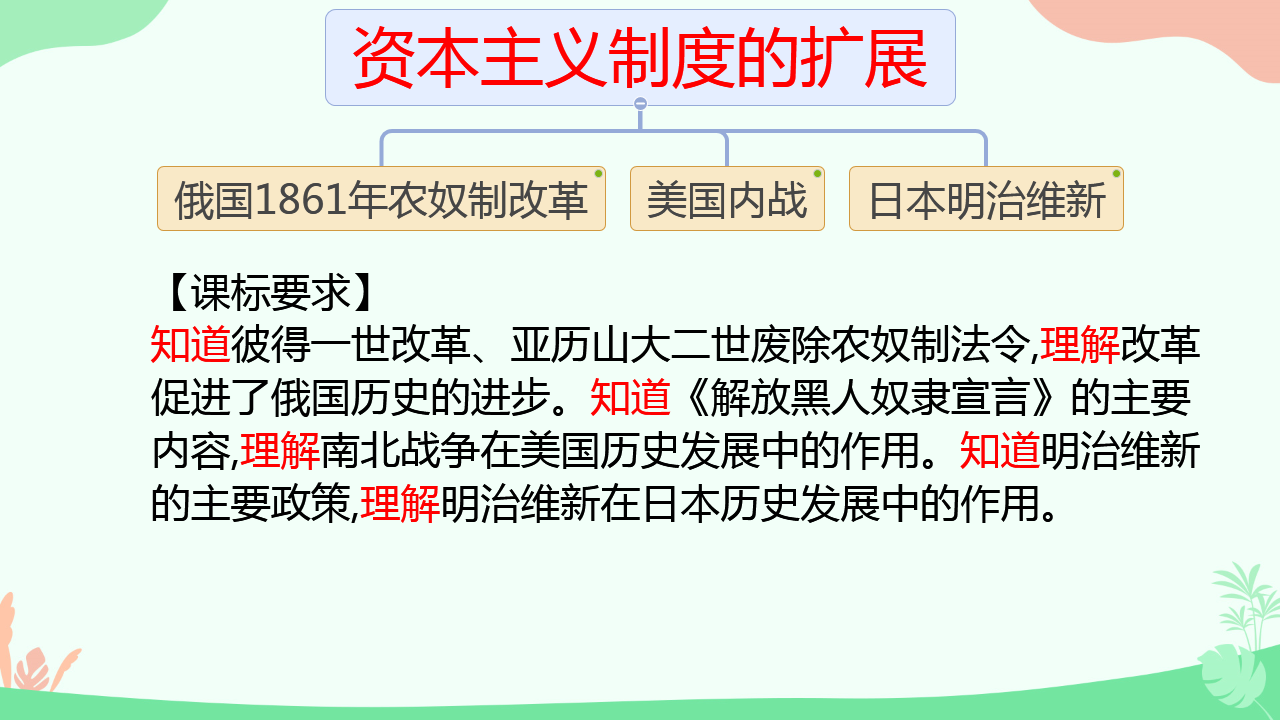 资本主义制度的扩展
俄国1861年农奴制改革
美国内战
日本明治维新
【课标要求】
知道彼得一世改革、亚历山大二世废除农奴制法令,理解改革
促进了俄国历史的进步。知道《解放黑人奴隶宣言》的主要
内容,理解南北战争在美国历史发展中的作用。知道明治维新
的主要政策,理解明治维新在日本历史发展中的作用。